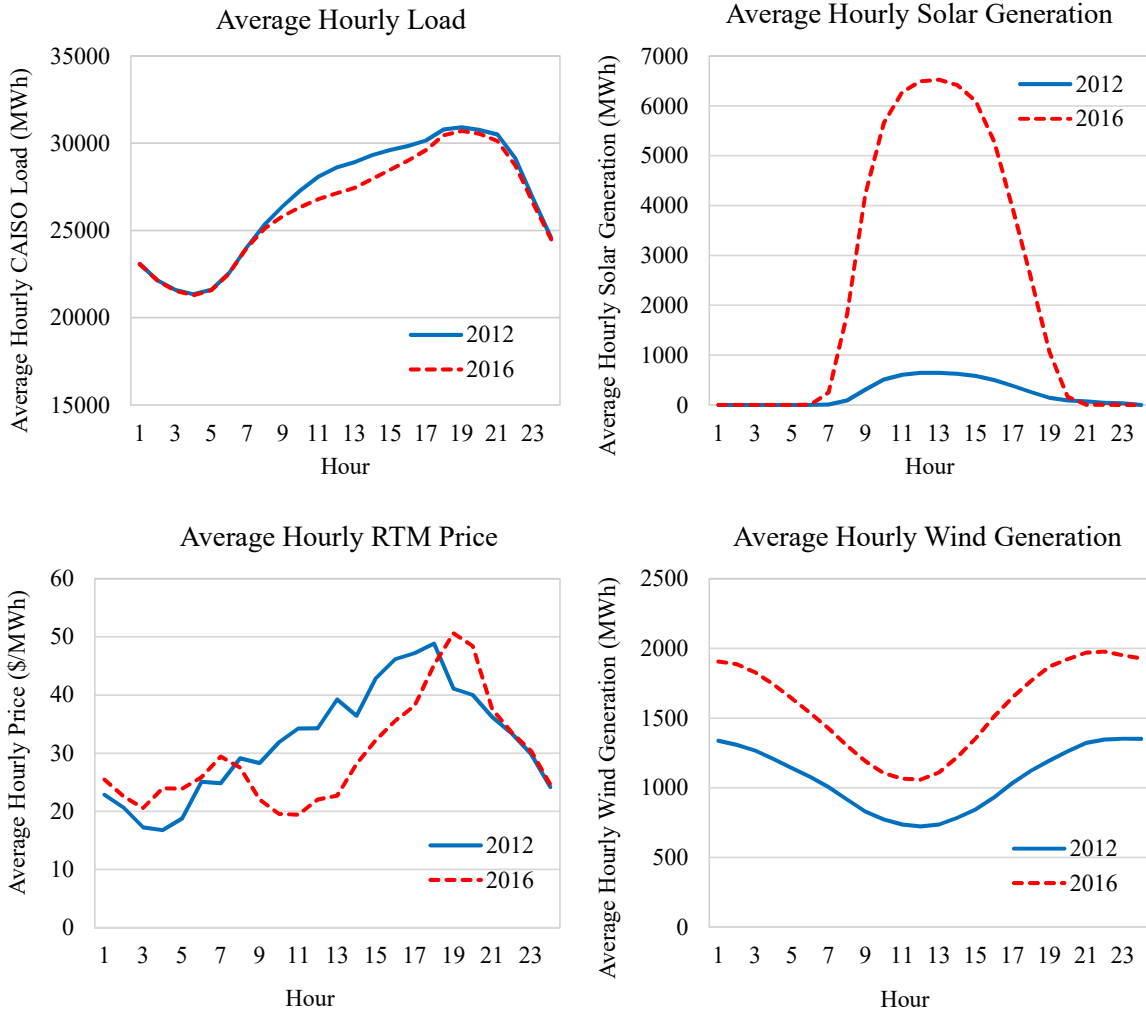 Average Hourly Load
Average Hourly CAISO Load (MWh)
35000
30000
25000
20000
15000
2012
2016
1 3 5 7 9 11 13 15 17 19 21 23
Hour
Average Hourly Solar Generation
Average Hourly Solar Generation (MWh)
7000
6000
5000
4000
3000
2000
1000
0
2012
2016
1 3 5 7 9 11 13 15 17 19 21 23
Hour
Average Hourly RTM Price
Average Hourly Price ($/MWh)
60
50
40
30
20
10
0
2012
2016
1 3 5 7 9 11 13 15 17 19 21 23
Hour
Average Hourly Wind Generation
Average Hourly Wind Generation (MWh)
2500
2000
1500
1000
500
0
2012
2016
1 3 5 7 9 11 13 15 17 19 21 23
Hour